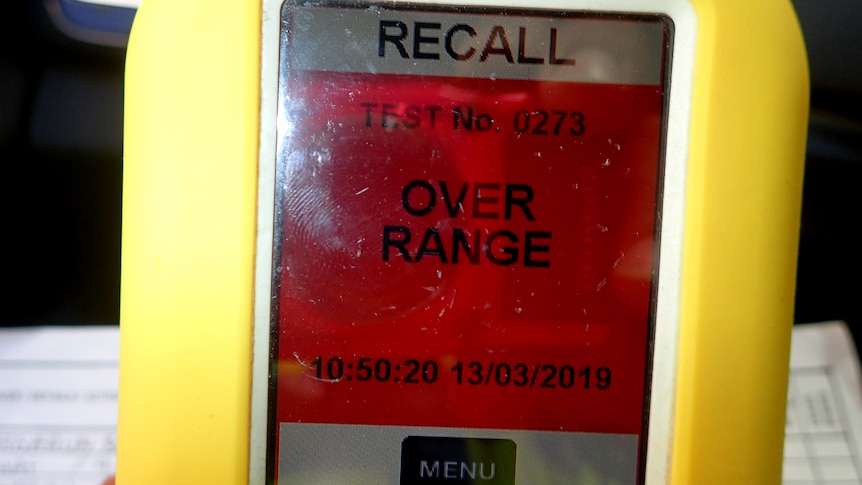 RECALL
TEST No. 0273
OVER
RANGE
10:50:20 13/03/2019
MENU